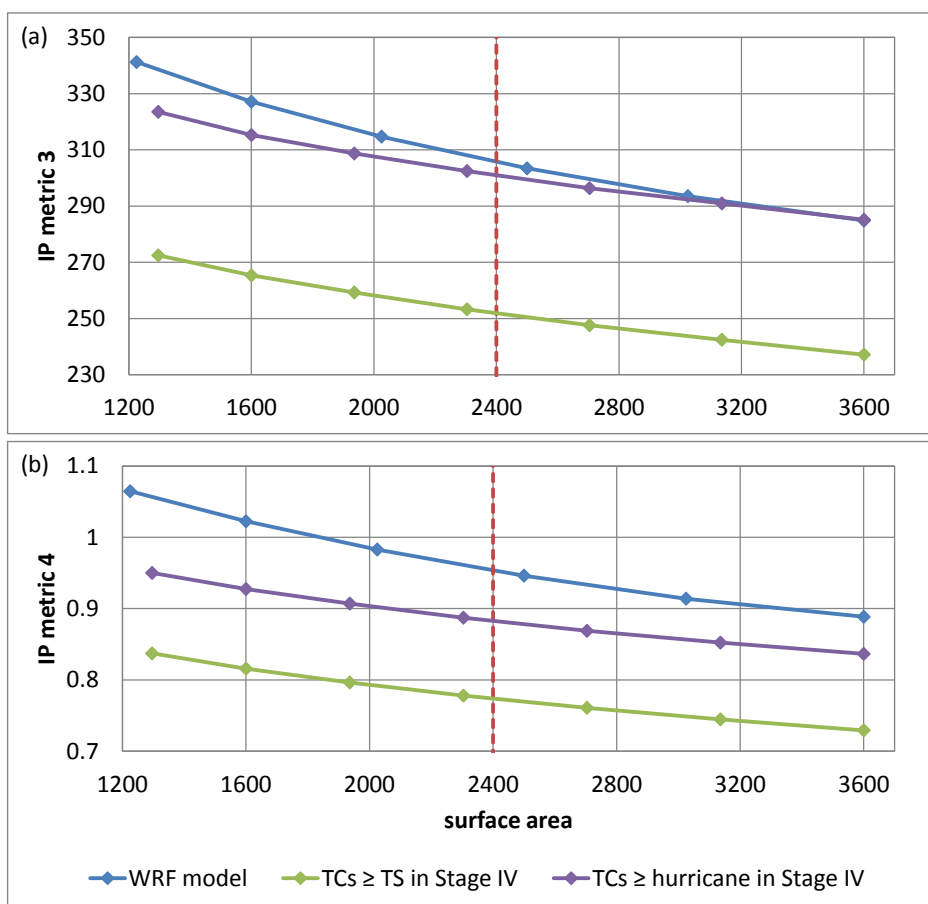 (a)
350
330
310
290
270
250
230
IP metric 3
1200 1600 2000 2400 2800 3200 3600
(b)
1.1
1
0.9
0.8
0.7
IP metric 4
1200 1600 2000 2400 2800 3200 3600
surface area
WRF model TCs ≥ TS in Stage IV TCs ≥ hurricane in Stage IV